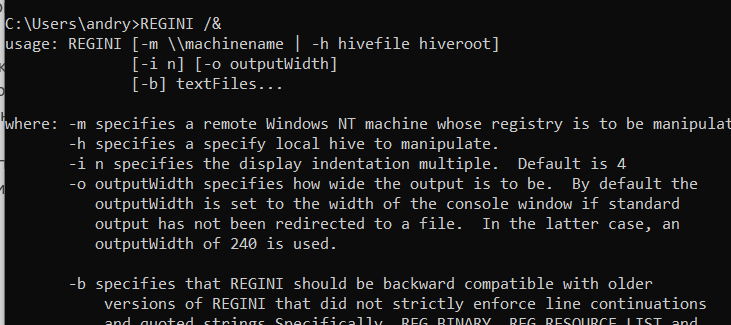 C:\Users\andry>REGINI /&
usage: REGINI [-m \\machinename | -h hivefile hiveroot]
[-i n] [-o outputWidth]
[-b] textFiles...
where: -m specifies a remote Windows NT machine whose registry is to be manipulat
-h specifies a specify local hive to manipulate.
-i n specifies the display indentation multiple.  Default is 4
-o outputWidth specifies how wide the output is to be.  By default the
outputWidth is set to the width of the console window if standard
output has not been redirected to a file.  In the latter case, an
outputWidth of 240 is used.
-b specifies that REGINI should be backward compatible with older
versions of REGINI that did not strictly enforce line continuations
and quoted strings Specifically, REG_BINARY, REG_RESOURCE_LIST and